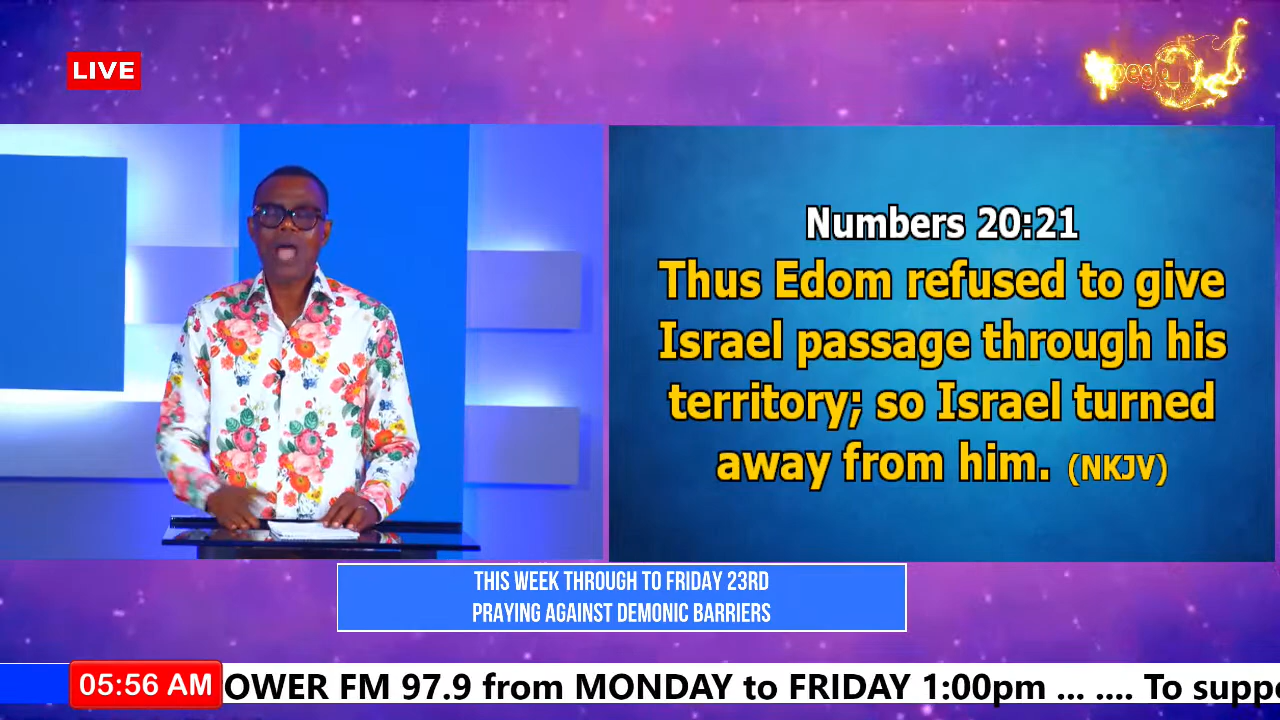 LIVE
Numbers 20:21
Thus Edom refused to give
Israel passage through his
territory; so Israel turned
away from him. (NKJV)
THIS WEEK THROUGH TO FRIDAY 23RD
PRAYING AGAINST DEMONIC BARRIERS
05:56 AM OWER FM 97.9 from MONDAY to FRIDAY 1:00pm ... .... To suppo